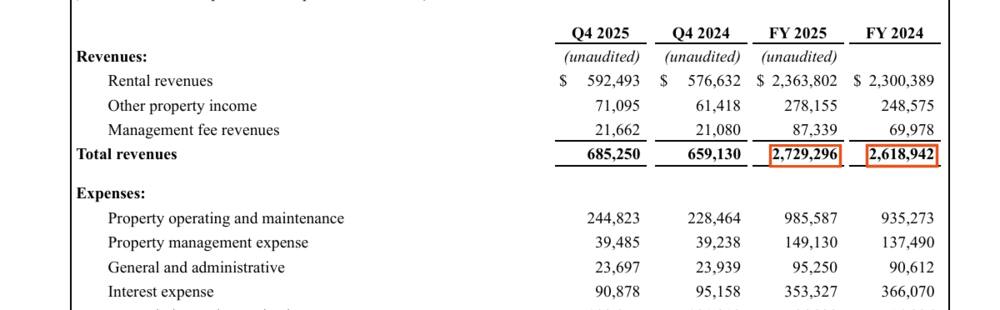 Q4 2025 Q4 2024 FY 2025 FY 2024
Revenues: (unaudited) (unaudited) (unaudited)
Rental revenues $ 592,493 $ 576,632 $ 2,363,802 $ 2,300,389
Other property income 71,095 61,418 278,155 248,575
Management fee revenues 21,662 21,080 87,339 69,978
Total revenues 685,250 659,130 2,729,296 2,618,942
Expenses:
Property operating and maintenance 244,823 228,464 985,587 935,273
Property management expense 39,485 39,238 149,130 137,490
General and administrative 23,697 23,939 95,250 90,612
Interest expense 90,878 95,158 353,327 366,070